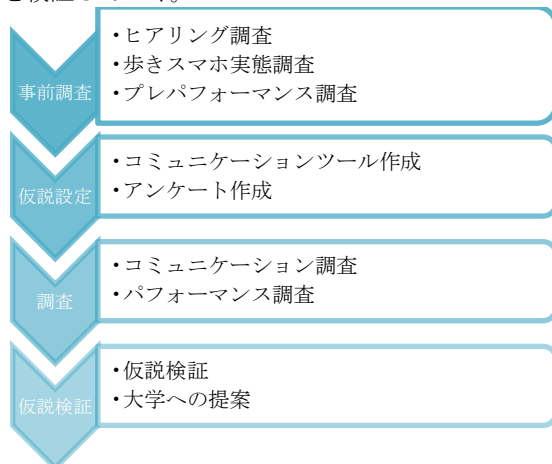 を検証していく。
事前調査
・ヒアリング調査
・歩きスマホ実態調査
・プレパフォーマンス調査
仮説設定
・コミュニケーションツール作成
・アンケート作成
調査
・コミュニケーション調査
・パフォーマンス調査
仮説検証
・仮説検証
・大学への提案